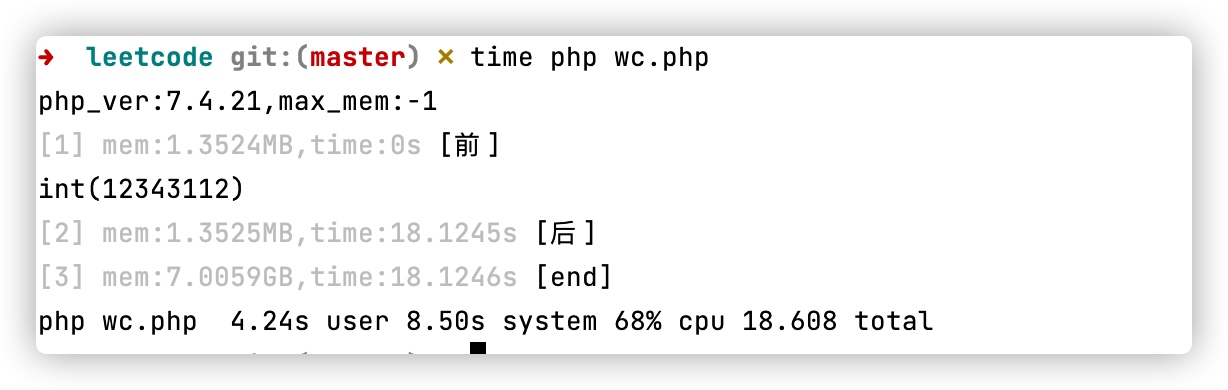 ➜ leetcode git:(master) ✗ time php wc.php
php_ver:7.4.21,max_mem:-1
[1] mem:1.3524MB,time:0s [前]
int(12343112)
[2] mem:1.3525MB,time:18.1245s [后]
[3] mem:7.0059GB,time:18.1246s [end]
php wc.php  4.24s user 8.50s system 68% cpu 18.608 total